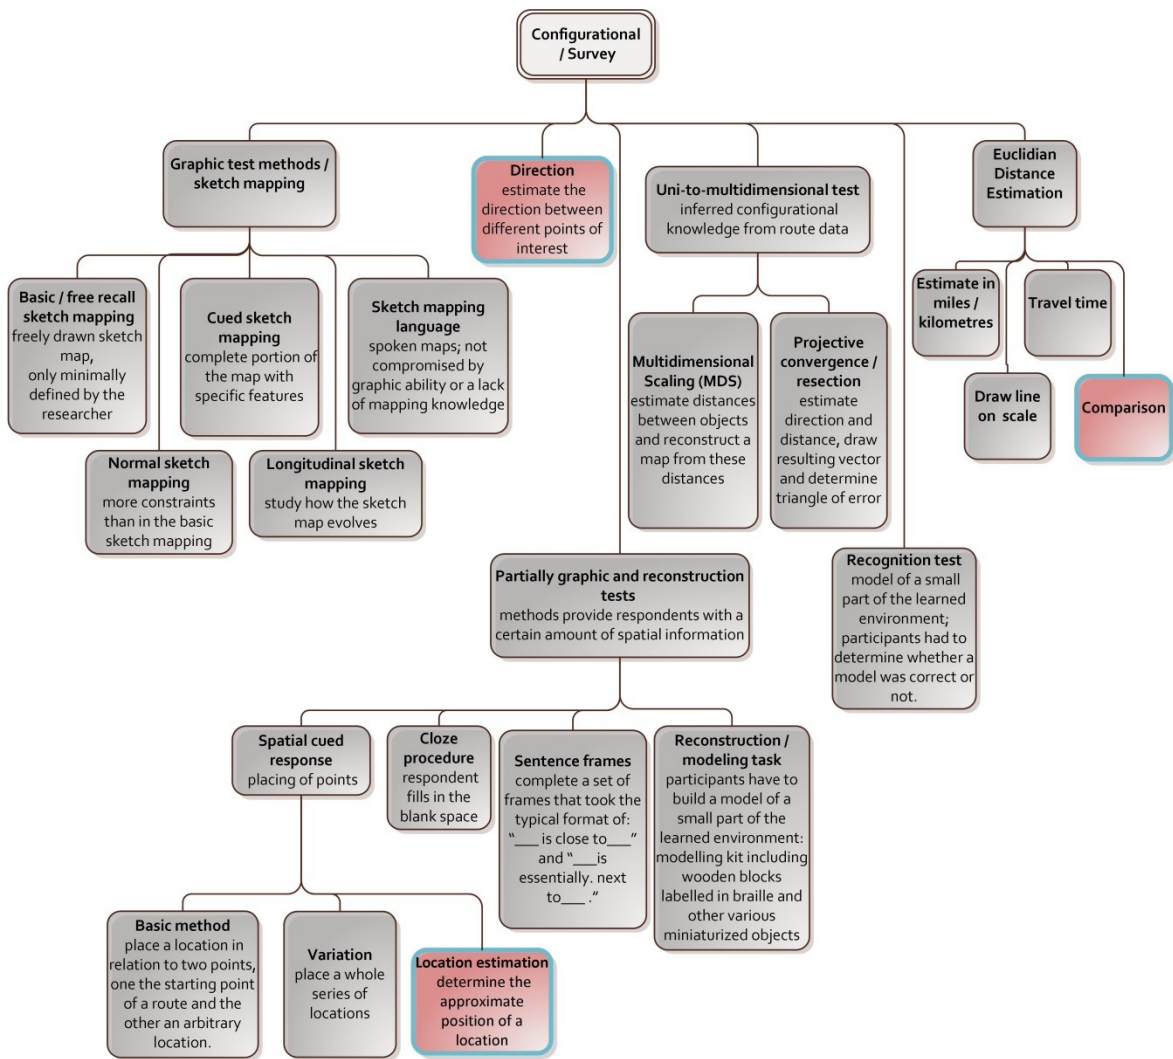 Configurational
/ Survey
Graphic test methods /
sketch mapping
Direction
estimate the
direction between
different points of
interest
Uni-to-multidimensional test
inferred configurational
knowledge from route data
Euclidian
Distance
Estimation
Basic / free recall
sketch mapping
freely drawn sketch
map,
only minimally
defined by the
researcher
Cued sketch
mapping
complete portion of
the map with
specific features
Sketch mapping
language
spoken maps; not
compromised by
graphic ability or a lack
of mapping knowledge
Normal sketch
mapping
more constraints
than in the basic
sketch mapping
Longitudinal sketch
mapping
study how the sketch
map evolves
Multidimensional
Scaling (MDS)
estimate distances
between objects
and reconstruct a
map from these
distances
Projective
convergence /
resection
estimate
direction and
distance, draw
resulting vector
and determine
triangle of error
Estimate in
miles /
kilometres
Travel time
Draw line
on scale
Comparison
Partially graphic and reconstruction
tests
methods provide respondents with a
certain amount of spatial information
Recognition test
model of a small
part of the learned
environment;
participants had to
determine whether a
model was correct or
not.
Spatial cued
response
placing of points
Cloze
procedure
respondent
fills in the
blank space
Sentence frames
complete a set of
frames that took the
typical format of:
“___ is close to___”
and “___is
essentially. next
to___ .”
Reconstruction /
modeling task
participants have to
build a model of a
small part of the
learned environment:
modelling kit including
wooden blocks
labelled in braille and
other various
miniaturized objects
Basic method
place a location in
relation to two points,
one the starting point
of a route and the
other an arbitrary
location.
Variation
place a whole
series of
locations
Location estimation
determine the
approximate
position of a
location